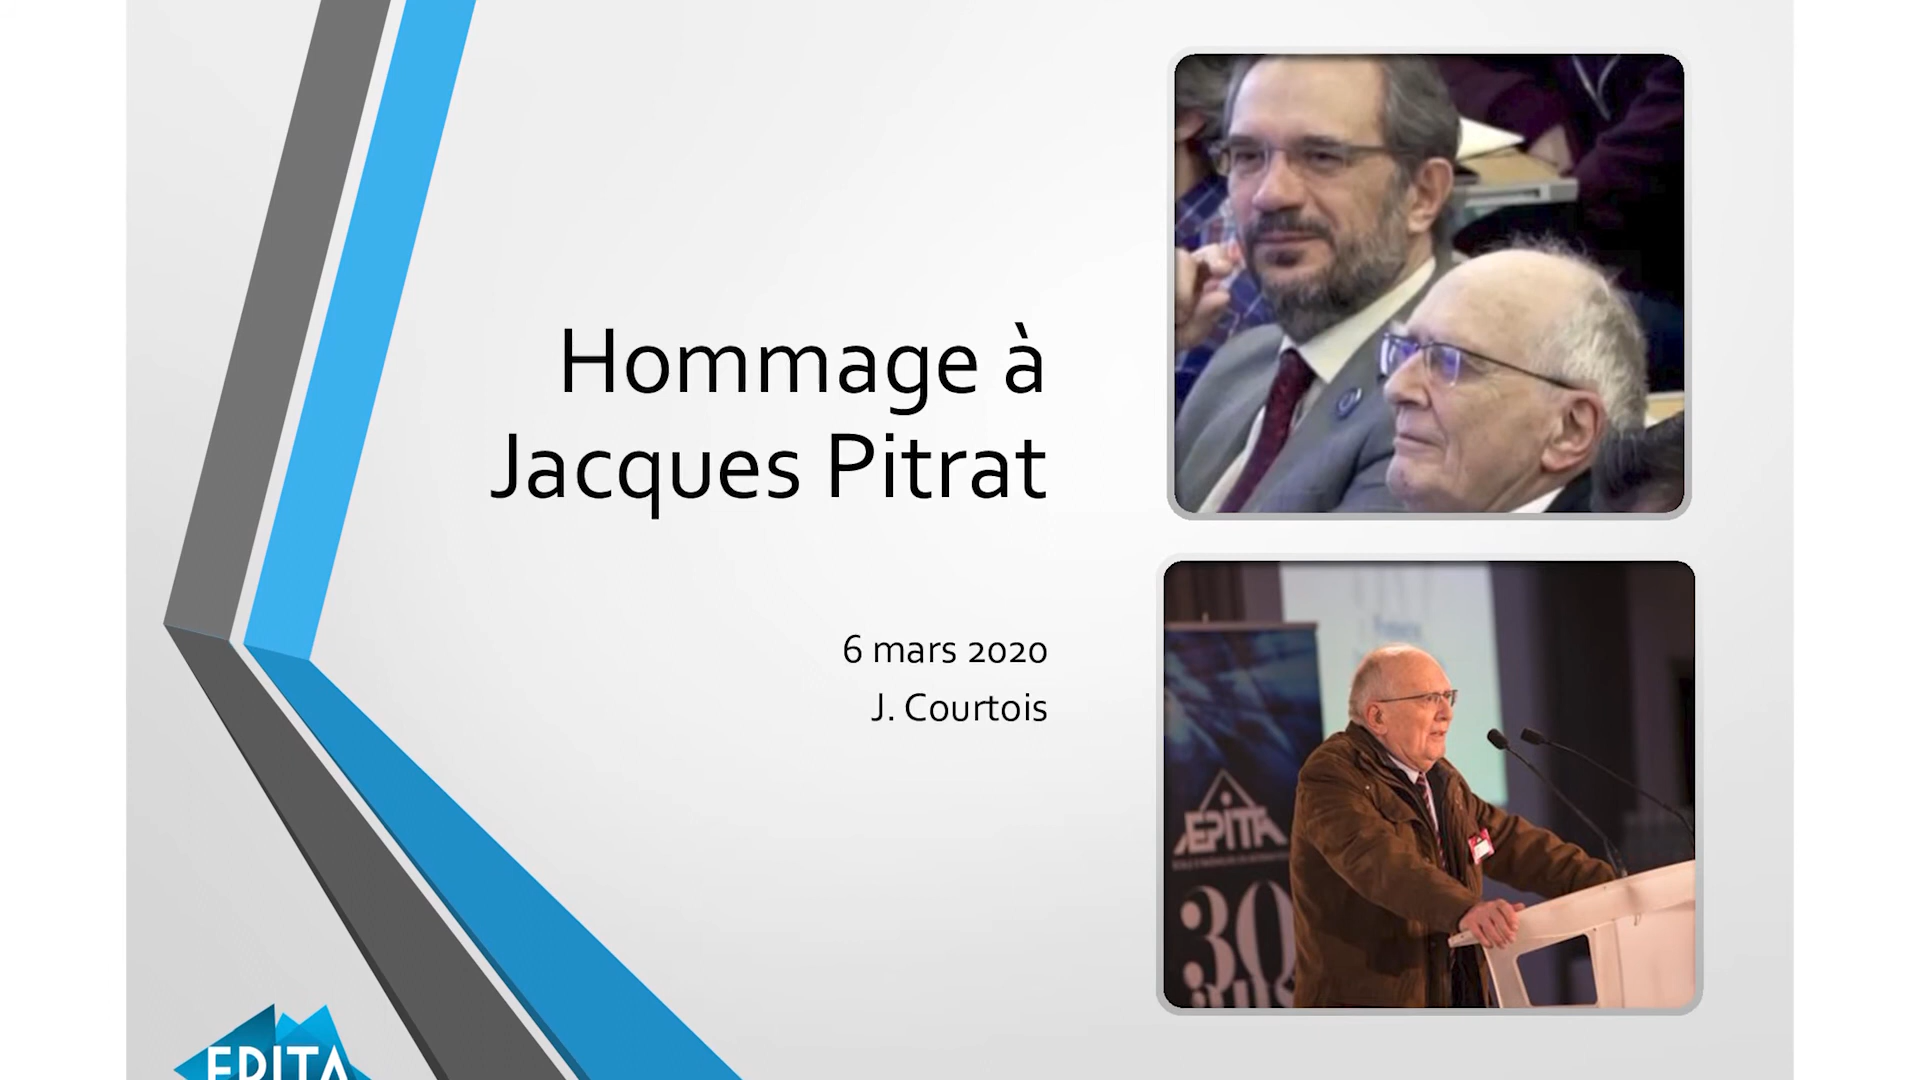 Hommage à
Jacques Pitrat
6 mars 2020
J. Courtois
EPITA
30
EPITA